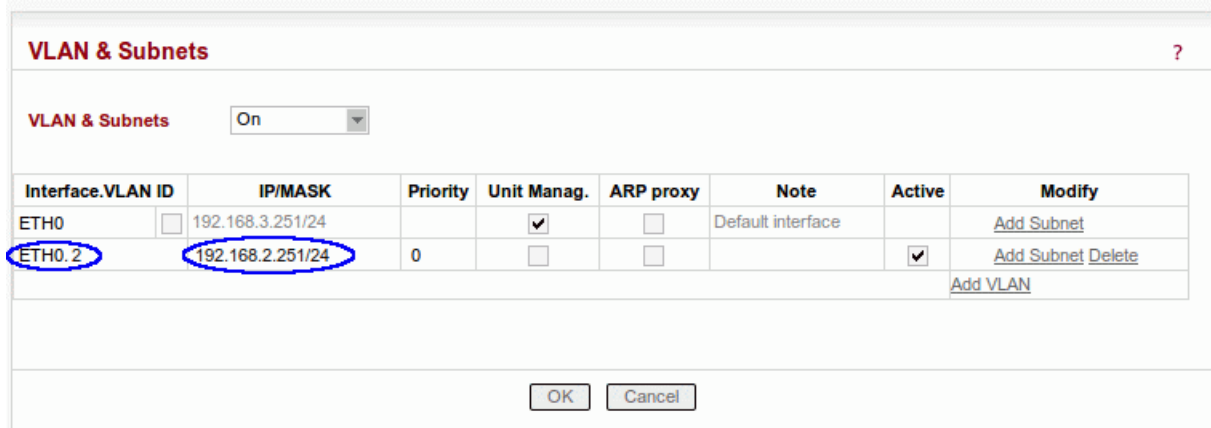 VLAN & Subnets ?
VLAN & Subnets On
Interface.VLAN ID IP/MASK Priority Unit Manag. ARP proxy Note Active Modify
ETH0 192.168.3.251/24 Default interface Add Subnet
ETH0. 2 192.168.2.251/24 0 Add Subnet Delete
Add VLAN
OK Cancel